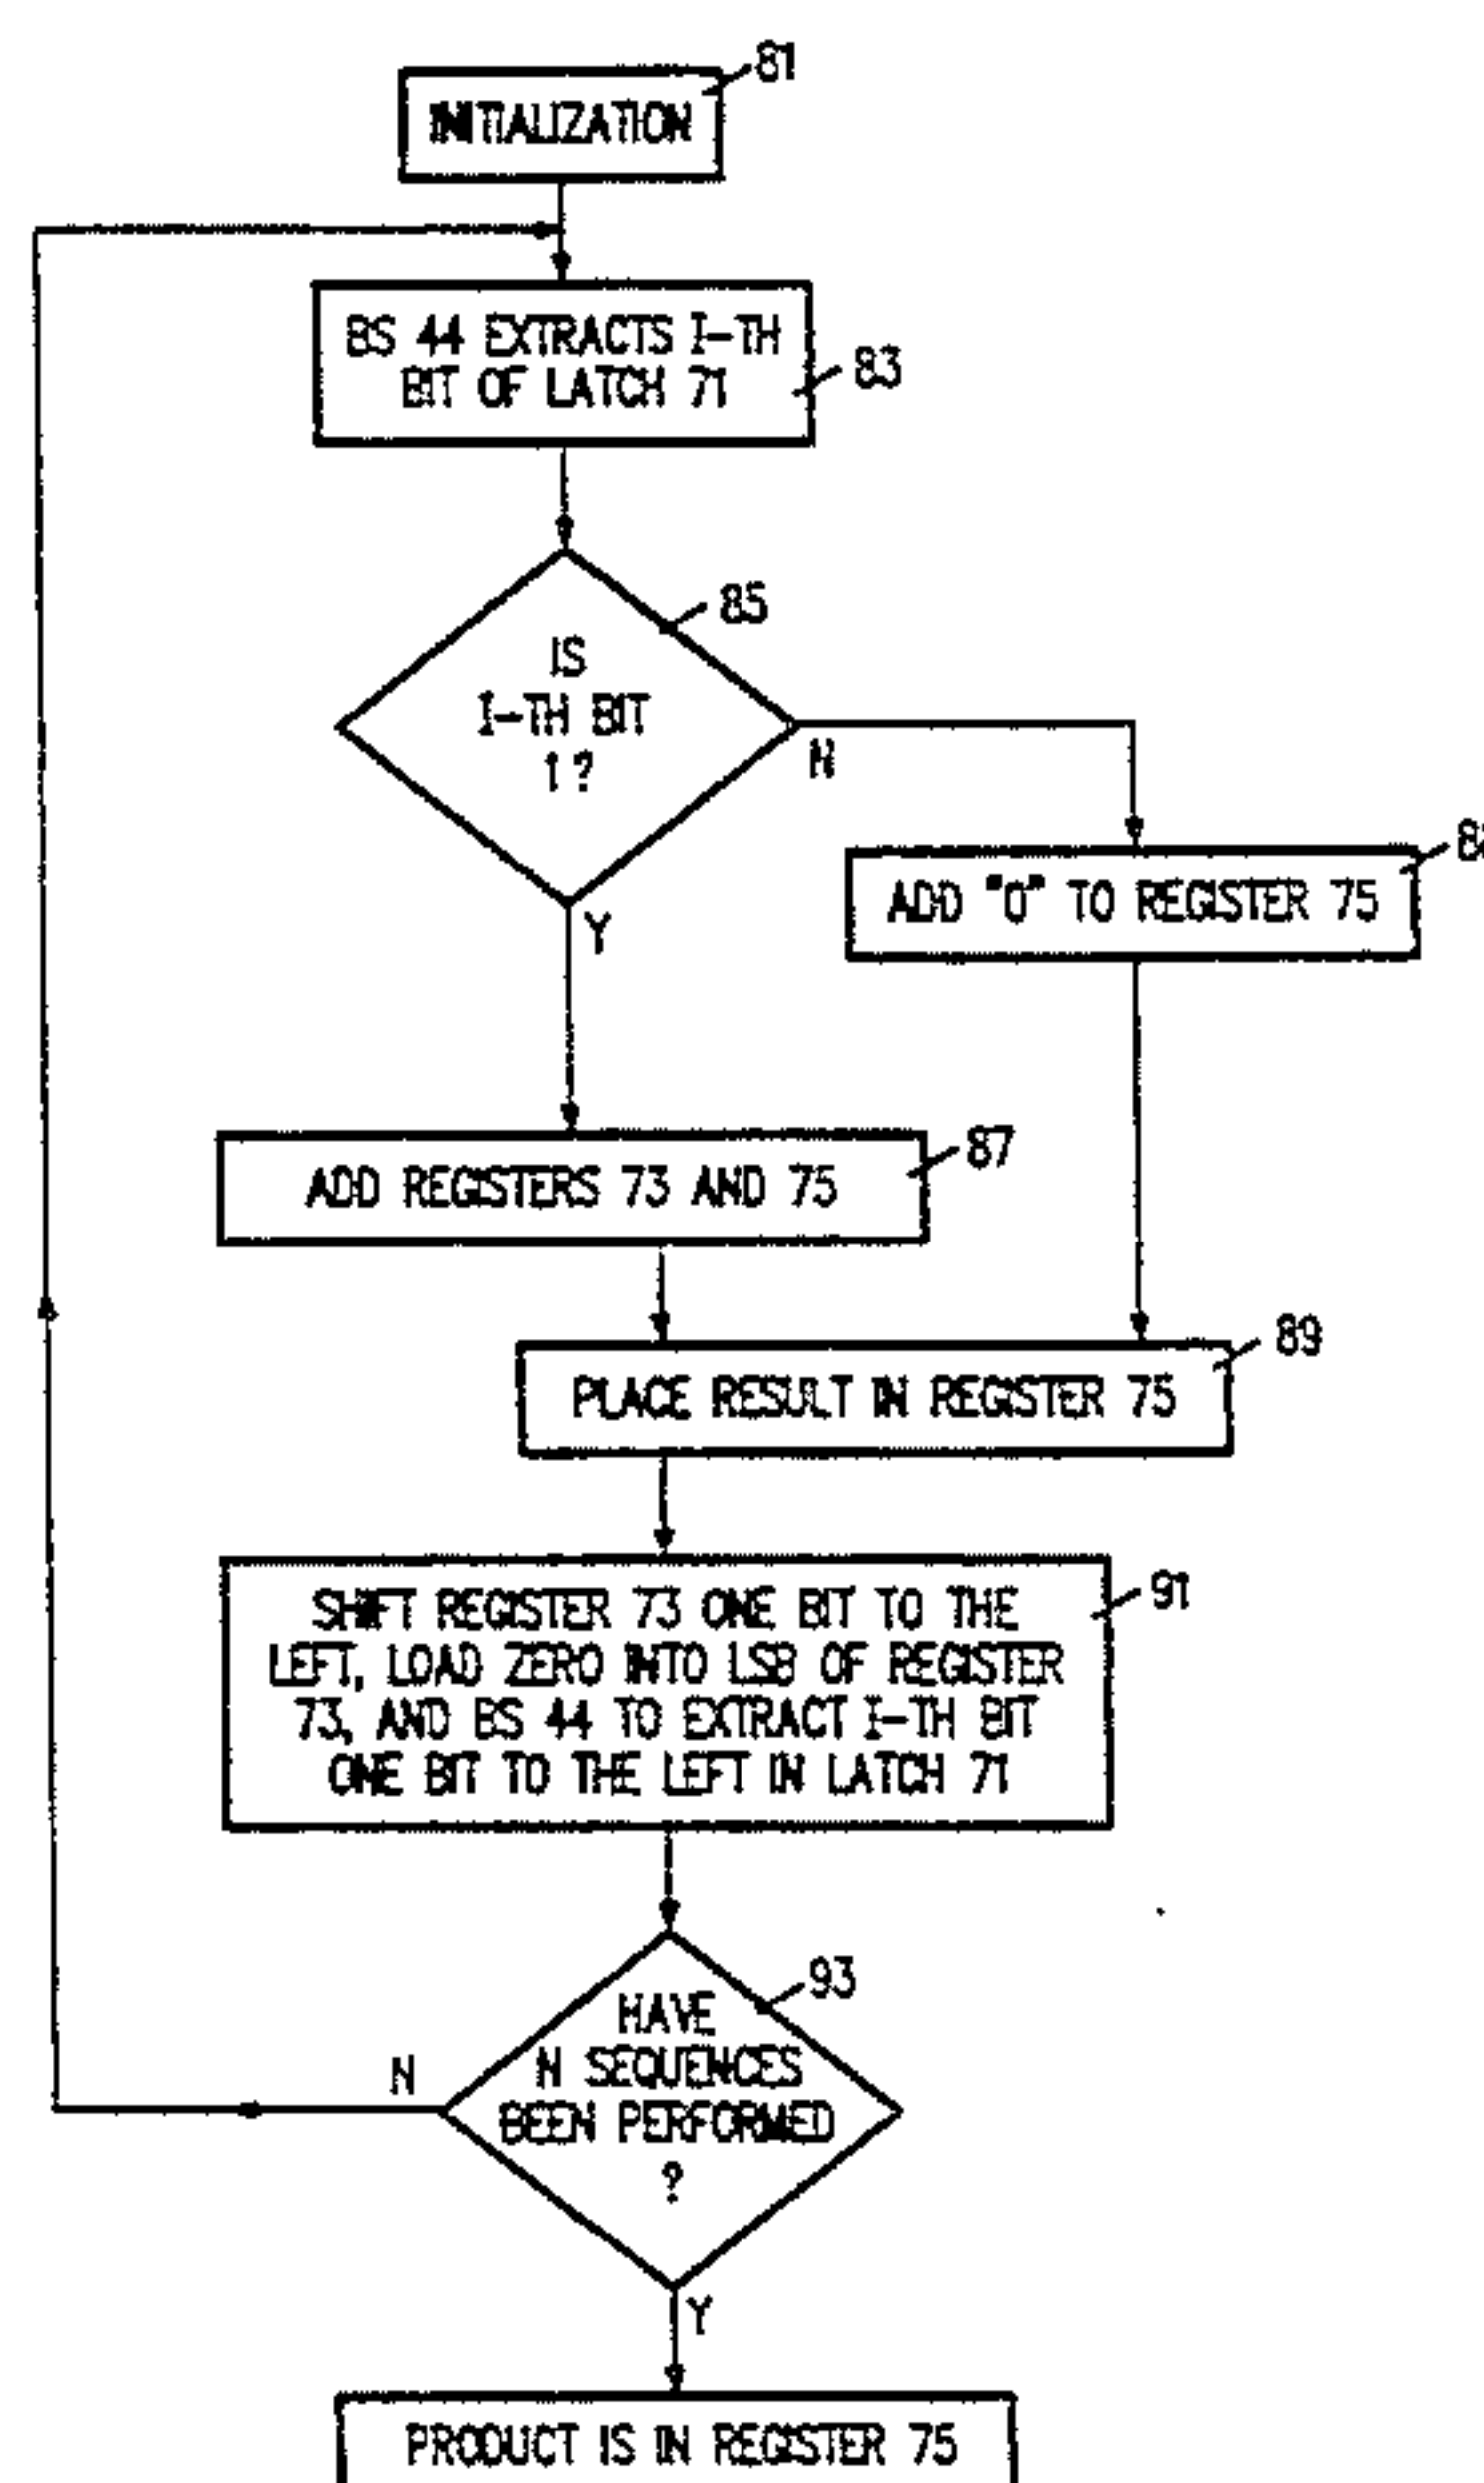 81
INITIALIZATION
BS 44 EXTRACTS I-TH
BIT OF LATCH 71
83
85
IS
I-TH BIT
1?
N
Y
ADD "0" TO REGISTER 75
87
ADD REGISTERS 73 AND 75
89
PLACE RESULT IN REGISTER 75
91
SHIFT REGISTER 73 ONE BIT TO THE
LEFT, LOAD ZERO INTO LSB OF REGISTER
73, AND BS 44 TO EXTRACT I-TH BIT
ONE BIT TO THE LEFT IN LATCH 71
93
HAVE
N SEQUENCES
BEEN PERFORMED
?
N
Y
PRODUCT IS IN REGISTER 75